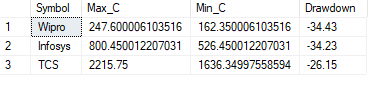 Symbol Max_C Min_C Drawdown
1 Wipro 247.600006103516 162.350006103516 -34.43
2 Infosys 800.450012207031 526.450012207031 -34.23
3 TCS 2215.75 1636.34997558594 -26.15